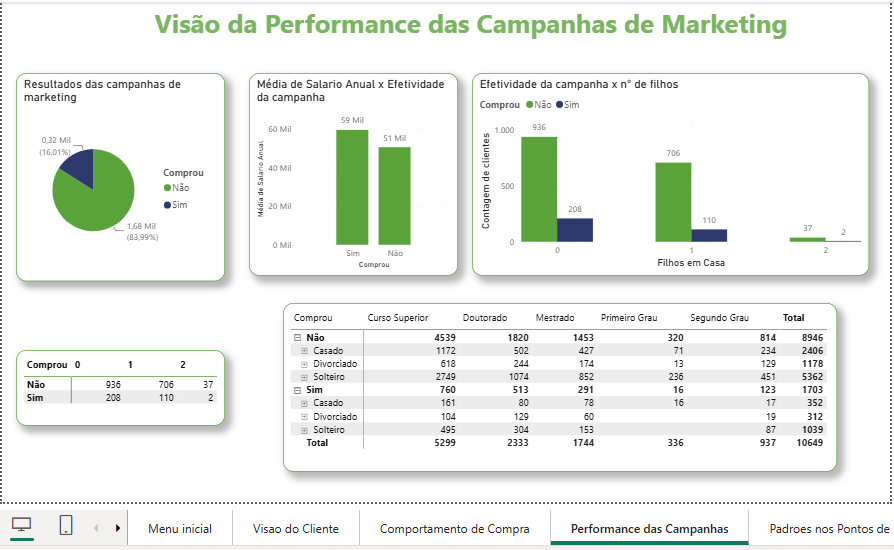 Visão da Performance das Campanhas de Marketing
Resultados das campanhas de
marketing
0,32 Mil
(16,01%)
1,68 Mil
(83,99%)
Comprou
Não
Sim
Média de Salario Anual x Efetividade
da campanha
Média de Salario Anual
60 Mil
40 Mil
20 Mil
0 Mil
59 Mil
51 Mil
Sim Não
Comprou
Efetividade da campanha x nº de filhos
Comprou Não Sim
Contagem de clientes
1.000
500
0
936
208
706
110
37
2
0 1 2
Filhos em Casa
Comprou 0 1 2
Não 936 706 37
Sim 208 110 2
Comprou Curso Superior Doutorado Mestrado Primeiro Grau Segundo Grau Total
Não 4539 1820 1453 320 814 8946
Casado 1172 502 427 71 234 2406
Divorciado 618 244 174 13 129 1178
Solteiro 2749 1074 852 236 451 5362
Sim 760 513 291 16 123 1703
Casado 161 80 78 16 17 352
Divorciado 104 129 60 19 312
Solteiro 495 304 153 87 1039
Total 5299 2333 1744 336 937 10649
Menu inicial Visao do Cliente Comportamento de Compra Performance das Campanhas Padroes nos Pontos de